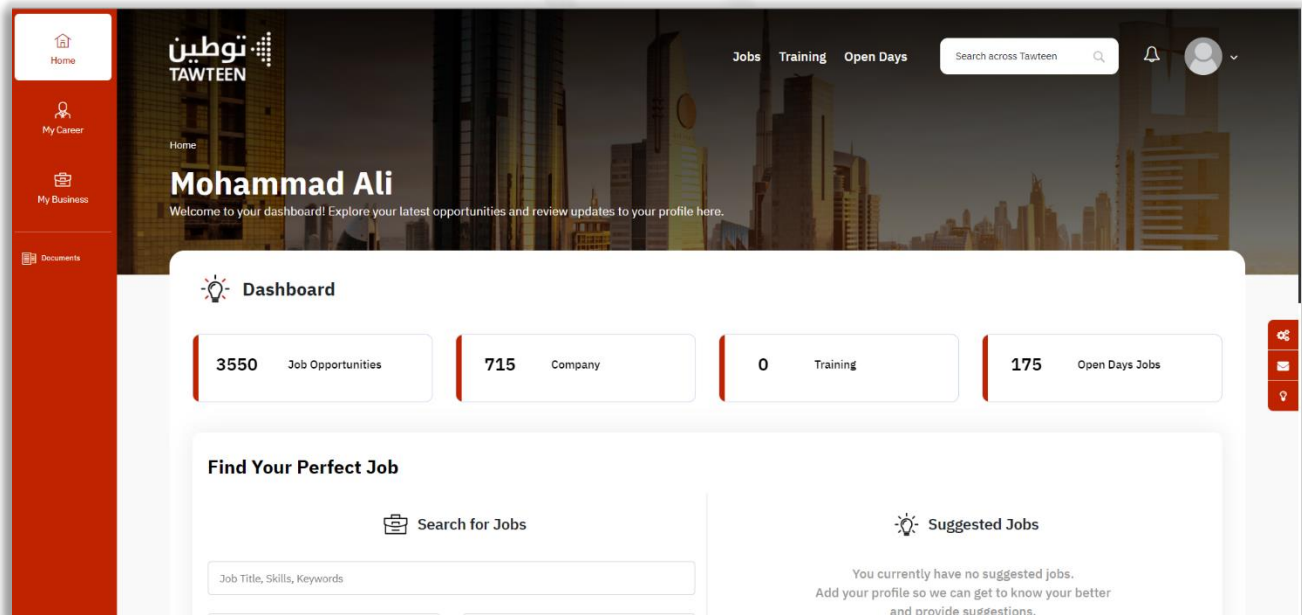 Home
My Career
My Business
Documents
توطين
TAWTEEN
Jobs Training Open Days Search across Tawteen
Home
Mohammad Ali
Welcome to your dashboard! Explore your latest opportunities and review updates to your profile here.
Dashboard
3550 Job Opportunities
715 Company
0 Training
175 Open Days Jobs
Find Your Perfect Job
Search for Jobs
Job Title, Skills, Keywords
Suggested Jobs
You currently have no suggested jobs.
Add your profile so we can get to know your better
and provide suggestions.